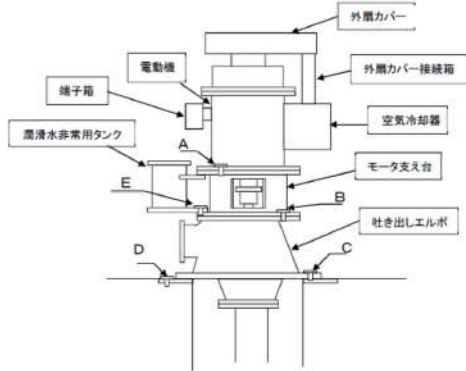 外扇カバー
電動機
外扇カバー接続箱
端子箱
空気冷却器
潤滑水非常用タンク
A
モータ支え台
E
B
吐き出しエルボ
D
C